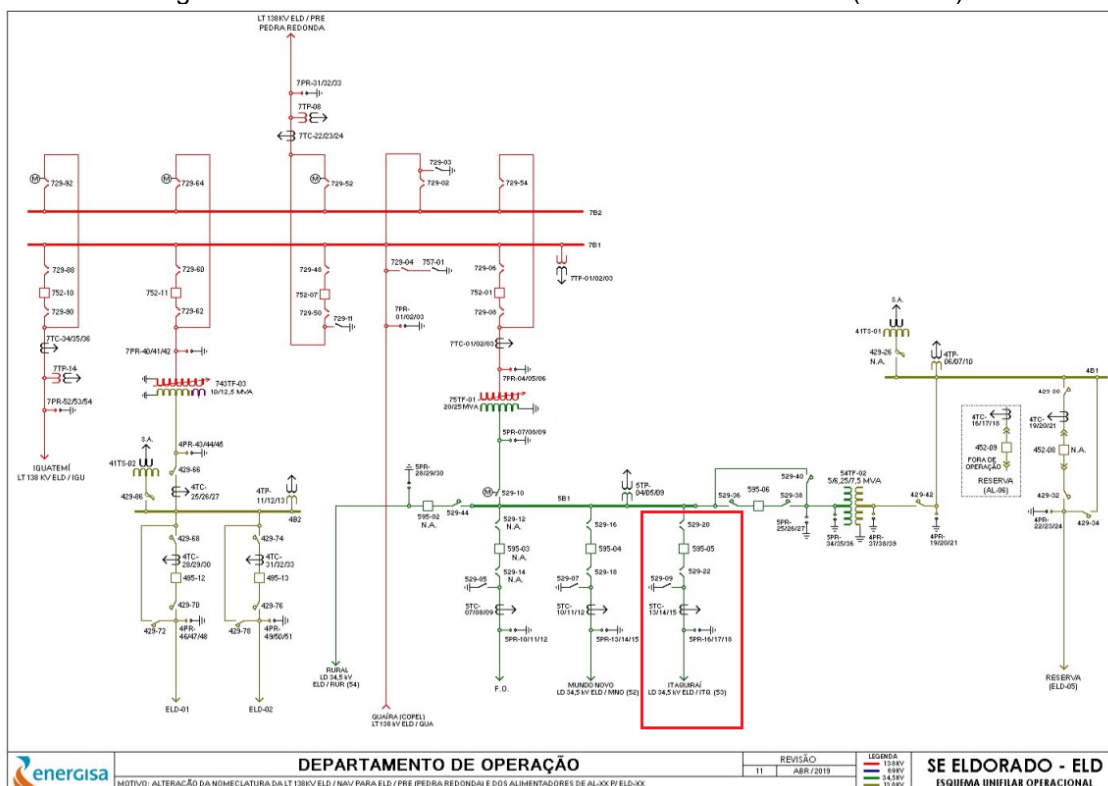 LT 138KV ELD / PRE
PEDRA REDONDA
7PR-31/32/33
7TP-08
7TC-22/23/24
729-03
729-82
729-64
729-52
729-02
729-54
7B2
7B1
729-88
729-60
729-48
729-04
757-01
729-06
7TP-01/02/03
752-10
752-11
752-07
752-01
729-90
729-62
729-50
729-11
729-08
7PR-
01/02/03
7TC-34/35/36
7PR-40/41/42
7TC-01/02/03
7TP-14
7PR-04/05/06
7PR-52/53/54
743TF-03
10/12,5 MVA
75TF-01
20/25 MVA
IGUATEMÍ
LT 138 KV ELD / IGU
S.A.
41TS-02
4PR-43/44/45
5PR-07/08/09
429-66
429-86
4TC-
25/26/27
4TP-
11/12/13
4B2
429-68
429-74
4TC-
28/29/30
4TC-
31/32/33
485-12
485-13
429-70
429-76
429-72
4PR-
46/47/48
429-78
4PR-
49/50/51
ELD-01
ELD-02
5PR-
28/29/30
595-02
N.A.
529-44
529-10
5B1
5TP-
04/05/09
529-12
N.A.
529-16
529-20
595-03
N.A.
595-04
595-05
529-14
N.A.
529-18
529-22
529-05
529-07
529-09
5TC-
07/08/09
5TC-
10/11/12
5TC-
13/14/15
5PR-10/11/12
5PR-13/14/15
5PR-16/17/18
RURAL
LD 34,5 kV
ELD / RUR (54)
GUAÍRA (COPEL)
LT 138 kV ELD / GUA
F.O.
MUNDO NOVO
LD 34,5 kV ELD / MNO (52)
ITAQUIRAÍ
LD 34,5 kV ELD / ITQ (53)
529-36
595-06
529-38
529-40
5PR-
25/26/27
54TF-02
5/6,25/7,5 MVA
5PR-
34/35/36
4PR-
37/38/39
429-42
4PR-
19/20/21
S.A.
41TS-01
429-26
N.A.
4TP-
06/07/10
4B1
4TC-
16/17/18
452-09
FORA DE
OPERAÇÃO
RESERVA
(AL-06)
4TC-
19/20/21
452-08
N.A.
429-32
4PR-
22/23/24
429-34
RESERVA
(ELD-05)
energisa
DEPARTAMENTO DE OPERAÇÃO
MOTIVO: ALTERAÇÃO DA NOMECLATURA DA LT 138KV ELD / NAV PARA ELD / PRE (PEDRA REDONDA) E DOS ALIMENTADORES DE AL-XX P/ ELD-XX
REVISÃO
11
ABR / 2019
LEGENDA
138KV
69KV
34,5KV
SE ELDORADO - ELD
ESQUEMA UNIFILAR OPERACIONAL